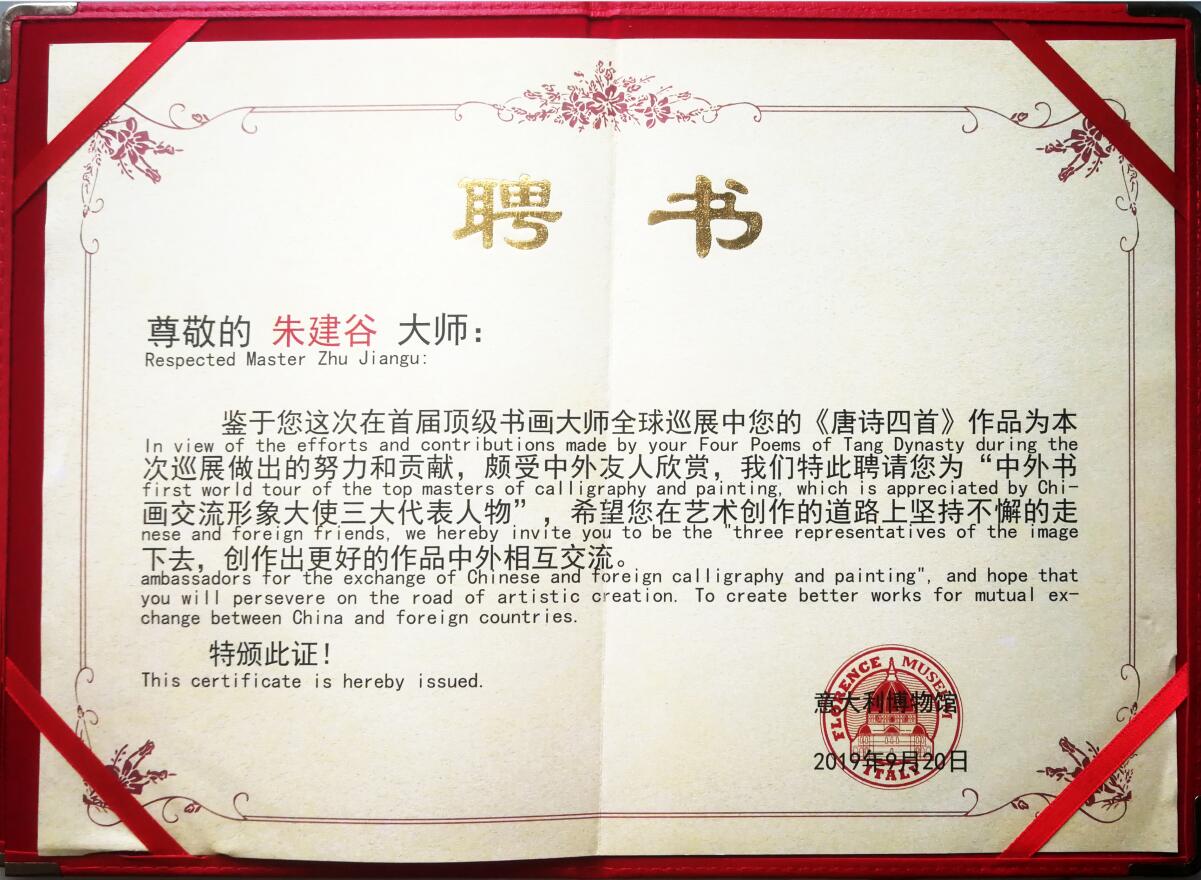 聘 书
尊敬的 朱建谷 大师：
Respected Master Zhu Jiangu:
鉴于您这次在首届顶级书画大师全球巡展中您的《唐诗四首》作品为本
In view of the efforts and contributions made by your Four Poems of Tang Dynasty during the
次巡展做出的努力和贡献，颇受中外友人欣赏，我们特此聘请您为“中外书
first world tour of the top masters of calligraphy and painting, which is appreciated by Chi-
画交流形象大使三大代表人物”，希望您在艺术创作的道路上坚持不懈的走
nese and foreign friends, we hereby invite you to be the "three representatives of the image
下去，创作出更好的作品中外相互交流。
ambassadors for the exchange of Chinese and foreign calligraphy and painting", and hope that
you will persevere on the road of artistic creation. To create better works for mutual ex-
change between China and foreign countries.
特颁此证！
This certificate is hereby issued.
FLORENCE MUSEUM
意大利博物馆
2019年9月20日
ITALY